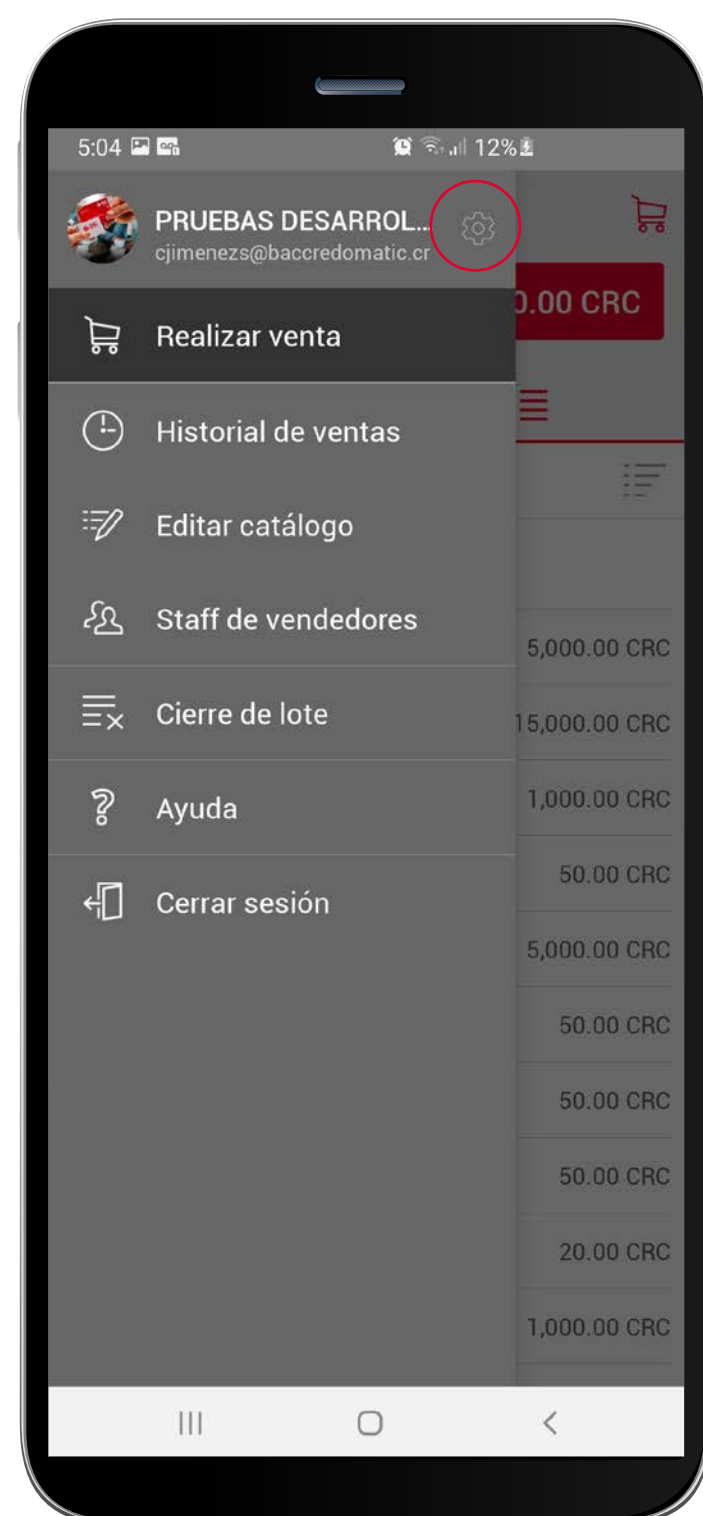 5:04
12%
PRUEBAS DESARROL...
cjimenezs@baccredomatic.cr
0.00 CRC
Realizar venta
Historial de ventas
Editar catálogo
Staff de vendedores
5,000.00 CRC
Cierre de lote
15,000.00 CRC
Ayuda
1,000.00 CRC
50.00 CRC
Cerrar sesión
5,000.00 CRC
50.00 CRC
50.00 CRC
50.00 CRC
20.00 CRC
1,000.00 CRC